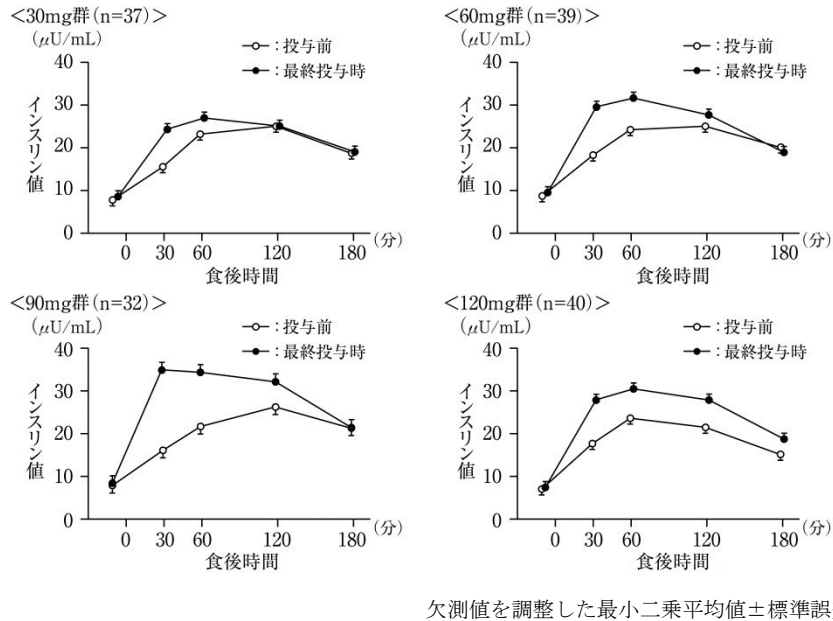 <30mg群(n=37)>
(μU/mL)
投与前
最終投与時
インスリン値
40
30
20
10
0
0 30 60 120 180 (分)
食後時間
<60mg群(n=39)>
(μU/mL)
投与前
最終投与時
インスリン値
40
30
20
10
0
0 30 60 120 180 (分)
食後時間
<90mg群(n=32)>
(μU/mL)
投与前
最終投与時
インスリン値
40
30
20
10
0
0 30 60 120 180 (分)
食後時間
<120mg群(n=40)>
(μU/mL)
投与前
最終投与時
インスリン値
40
30
20
10
0
0 30 60 120 180 (分)
食後時間
欠測値を調整した最小二乗平均値±標準誤